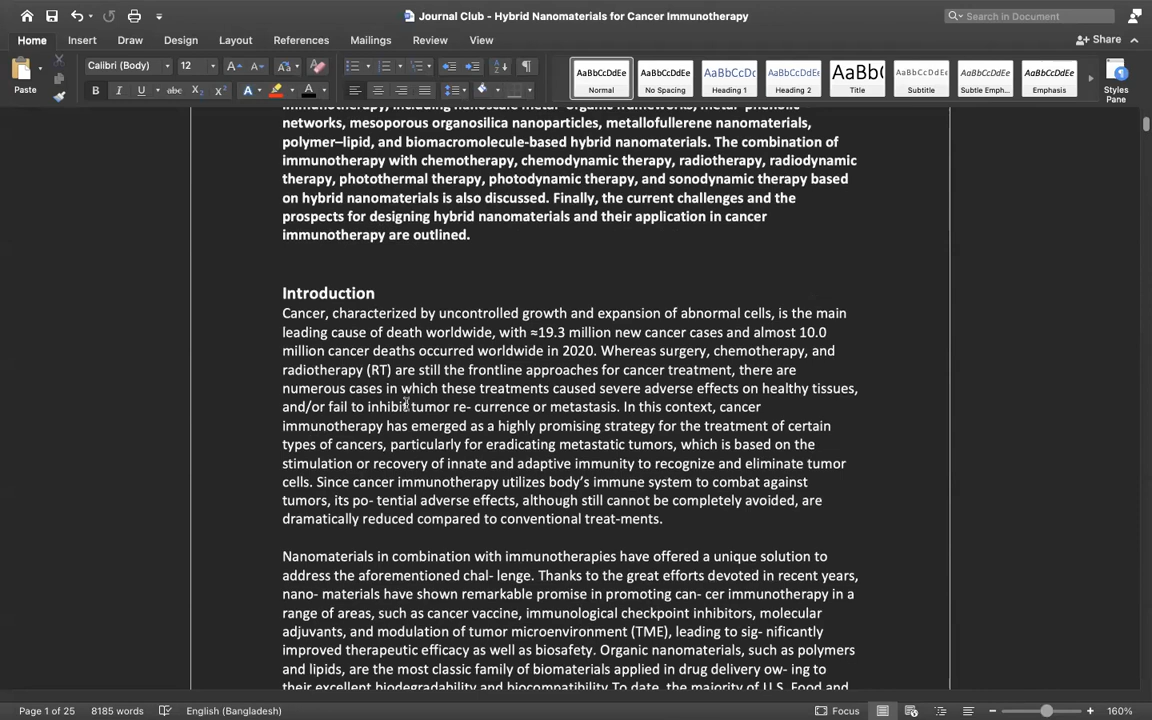 Journal Club - Hybrid Nanomaterials for Cancer Immunotherapy
Search in Document
Home Insert Draw Design Layout References Mailings Review View
Share
Paste
Calibri (Body) 12
AaBbCcDdEe AaBbCcDdEe AaBbCcDc AaBbCcDdEe AaBb( AaBbCcDdEe AaBbCcDdEe AaBbCcDdEe
Normal No Spacing Heading 1 Heading 2 Title Subtitle Subtle Emph... Emphasis
Styles
Pane
networks, mesoporous organosilica nanoparticles, metallofullerene nanomaterials,
polymer–lipid, and biomacromolecule-based hybrid nanomaterials. The combination of
immunotherapy with chemotherapy, chemodynamic therapy, radiotherapy, radiodynamic
therapy, photothermal therapy, photodynamic therapy, and sonodynamic therapy based
on hybrid nanomaterials is also discussed. Finally, the current challenges and the
prospects for designing hybrid nanomaterials and their application in cancer
immunotherapy are outlined.
Introduction
Cancer, characterized by uncontrolled growth and expansion of abnormal cells, is the main
leading cause of death worldwide, with ≈19.3 million new cancer cases and almost 10.0
million cancer deaths occurred worldwide in 2020. Whereas surgery, chemotherapy, and
radiotherapy (RT) are still the frontline approaches for cancer treatment, there are
numerous cases in which these treatments caused severe adverse effects on healthy tissues,
and/or fail to inhibit tumor re- currence or metastasis. In this context, cancer
immunotherapy has emerged as a highly promising strategy for the treatment of certain
types of cancers, particularly for eradicating metastatic tumors, which is based on the
stimulation or recovery of innate and adaptive immunity to recognize and eliminate tumor
cells. Since cancer immunotherapy utilizes body's immune system to combat against
tumors, its po- tential adverse effects, although still cannot be completely avoided, are
dramatically reduced compared to conventional treat-ments.
Nanomaterials in combination with immunotherapies have offered a unique solution to
address the aforementioned chal- lenge. Thanks to the great efforts devoted in recent years,
nano- materials have shown remarkable promise in promoting can- cer immunotherapy in a
range of areas, such as cancer vaccine, immunological checkpoint inhibitors, molecular
adjuvants, and modulation of tumor microenvironment (TME), leading to sig- nificantly
improved therapeutic efficacy as well as biosafety. Organic nanomaterials, such as polymers
and lipids, are the most classic family of biomaterials applied in drug delivery ow- ing to
their excellent biodegradability and biocompatibility To date, the majority of U.S. Food and
Page 1 of 25 8185 words English (Bangladesh) Focus 160%